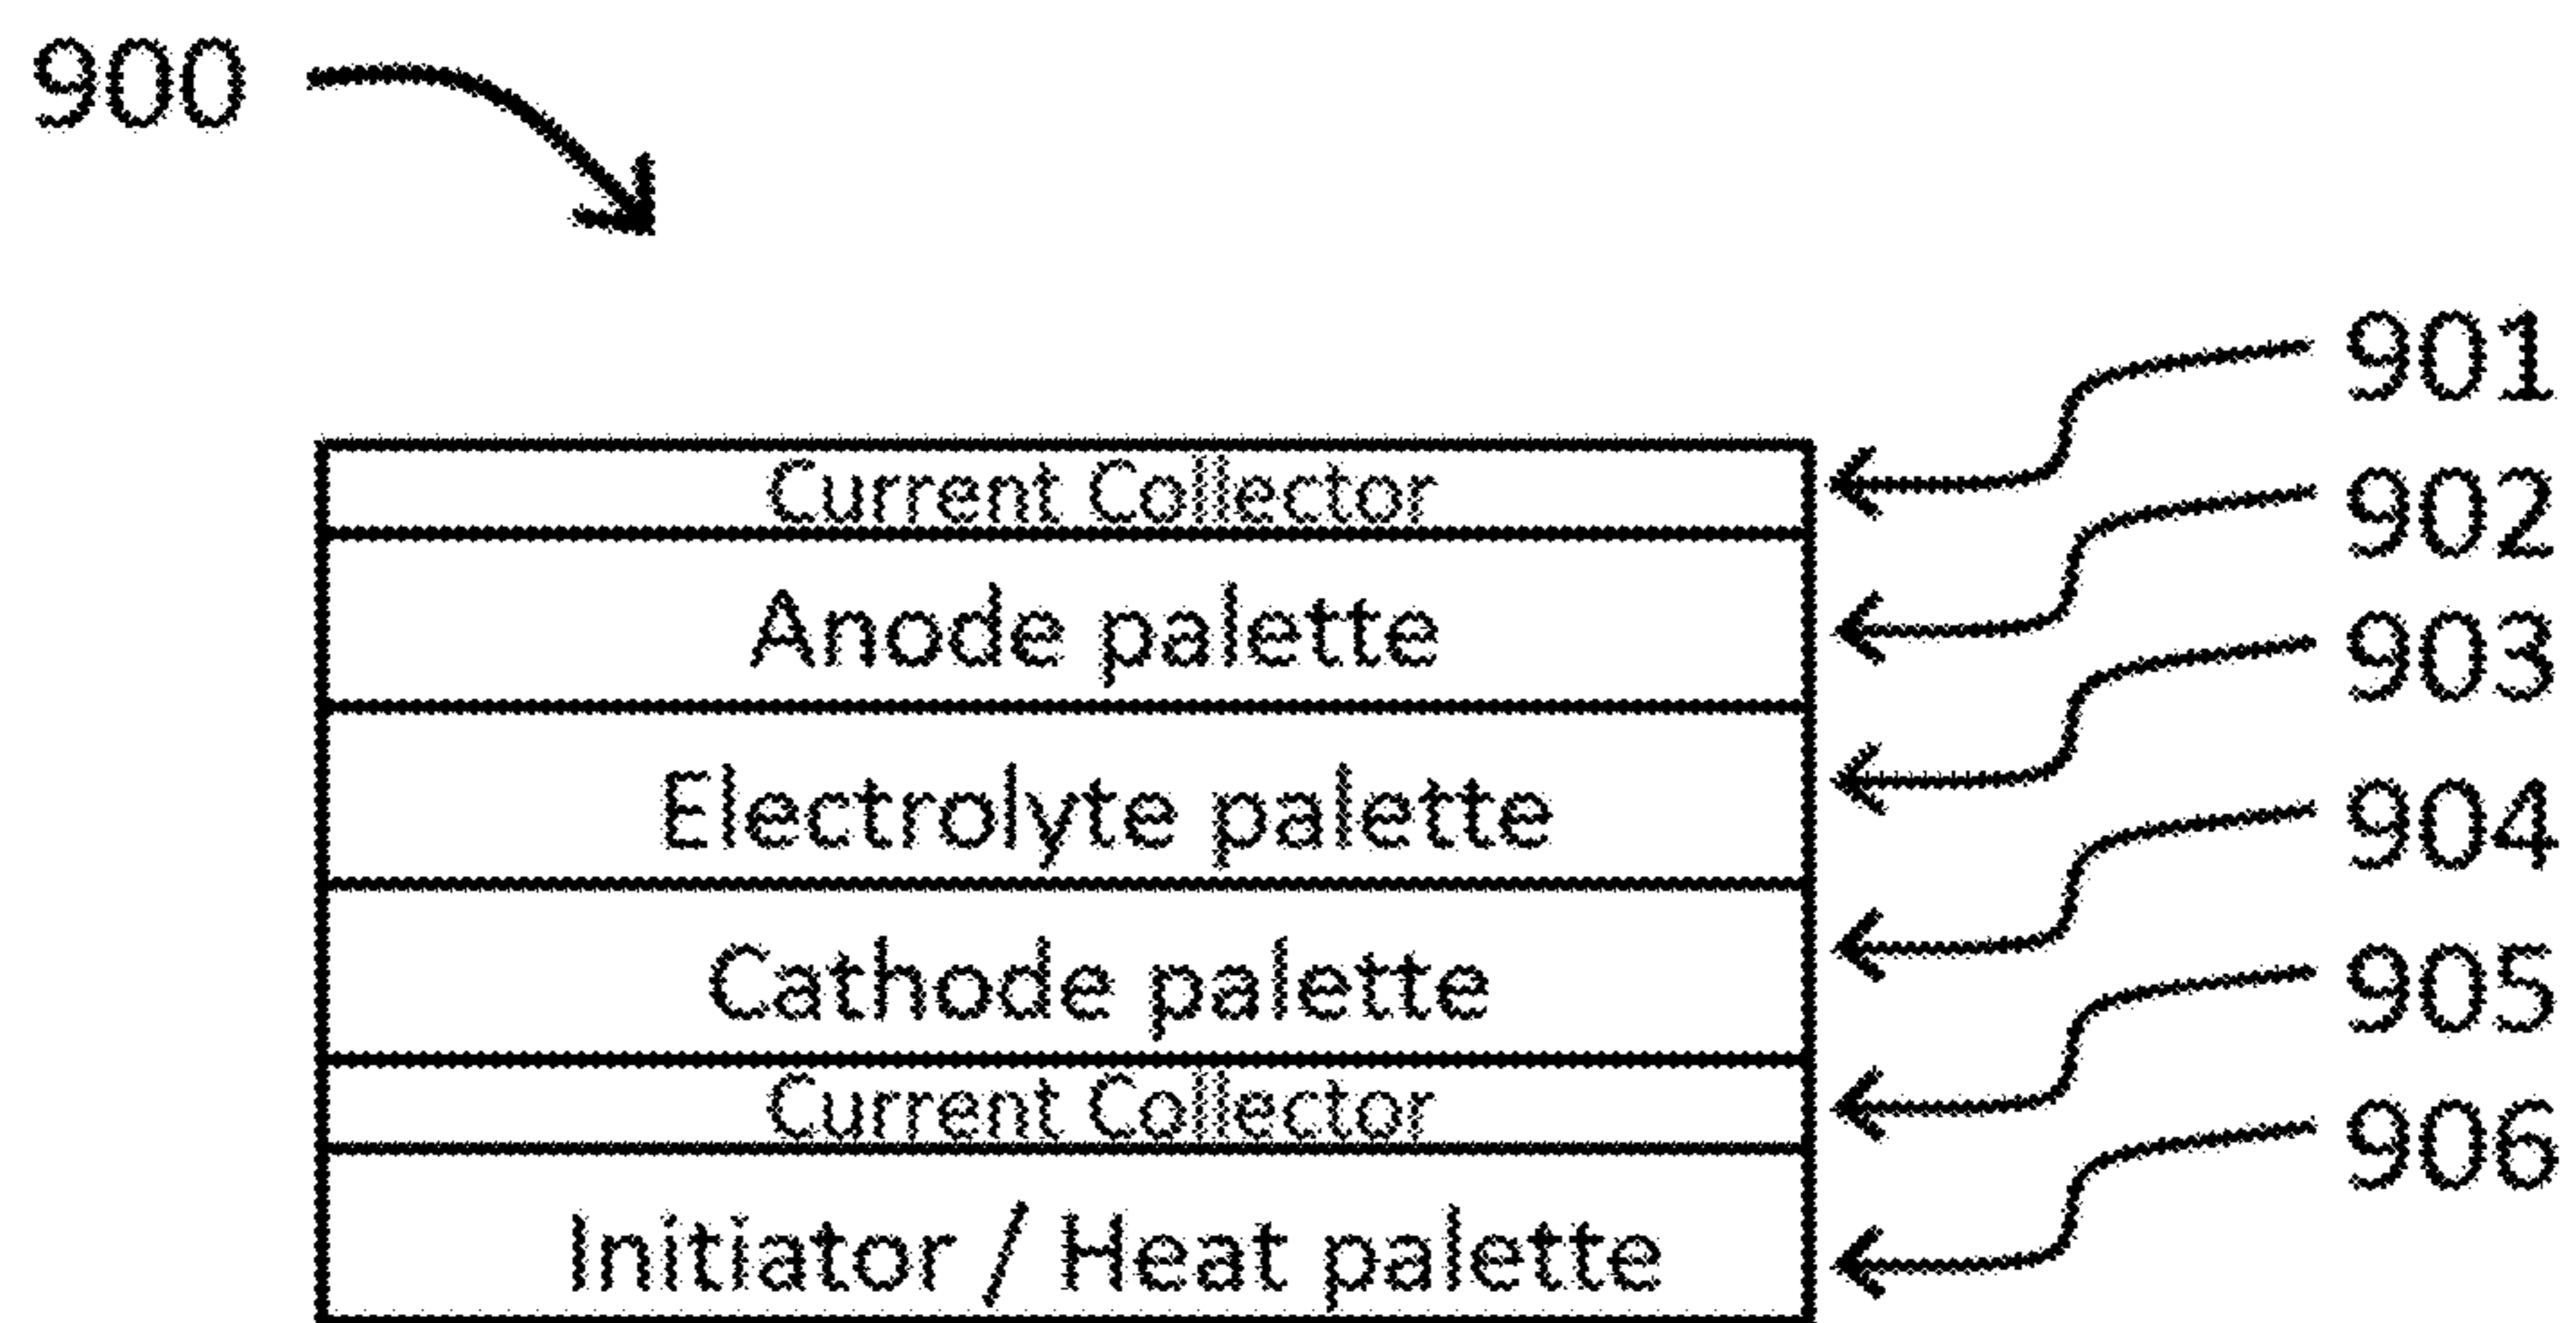 900
901
Current Collector
902
Anode palette
903
Electrolyte palette
904
Cathode palette
905
Current Collector
906
Initiator / Heat palette